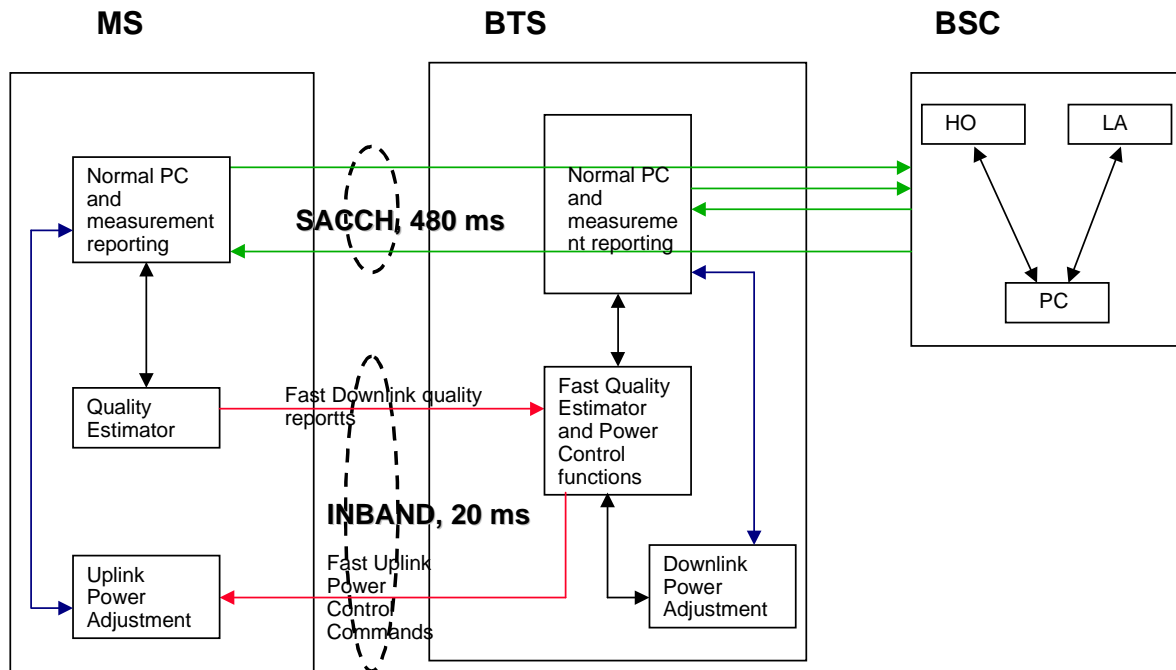 MS
BTS
BSC
HO
LA
PC
Normal PC
and
measurement
reporting
SACCH, 480 ms
Normal PC
and
measureme
nt reporting
Quality
Estimator
Fast Downlink quality
reportts
Fast Quality
Estimator
and Power
Control
functions
INBAND, 20 ms
Uplink
Power
Adjustment
Fast Uplink
Power
Control
Commands
Downlink
Power
Adjustment